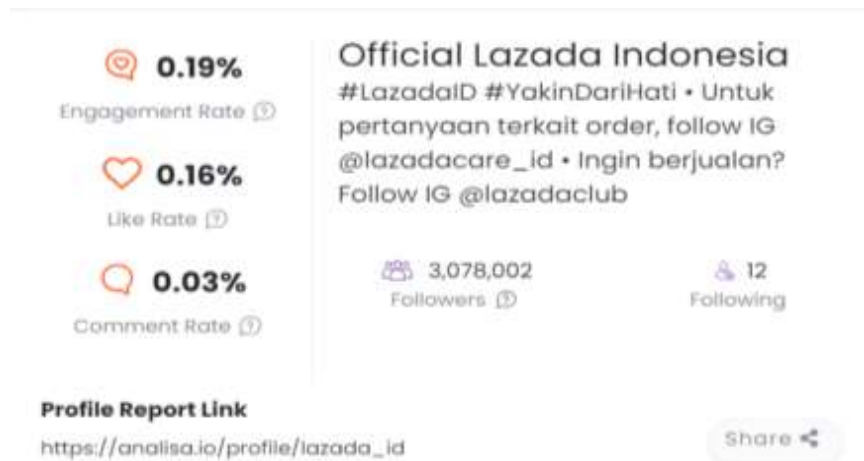 0.19%
Engagement Rate
0.16%
Like Rate
0.03%
Comment Rate
Official Lazada Indonesia
#LazadaID #YakinDariHati • Untuk
pertanyaan terkait order, follow IG
@lazadacare_id • Ingin berjualan?
Follow IG @lazadaclub
3,078,002
Followers
12
Following
Profile Report Link
https://analisa.io/profile/lazada_id
Share